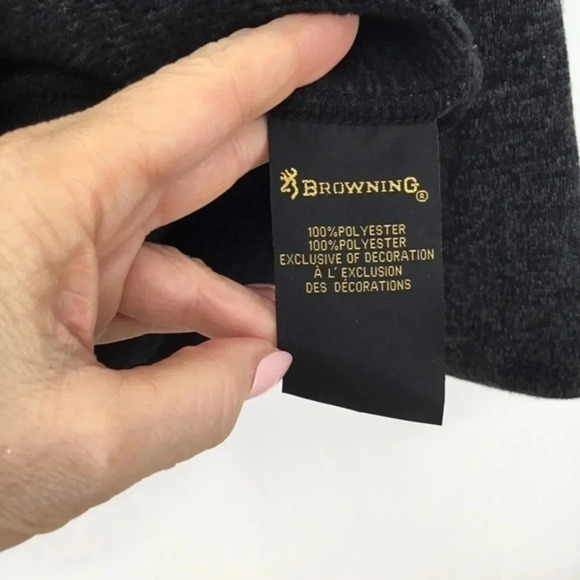 BROWNING®
100%POLYESTER
100%POLYESTER
EXCLUSIVE OF DECORATION
À L'EXCLUSION
DES DÉCORATIONS